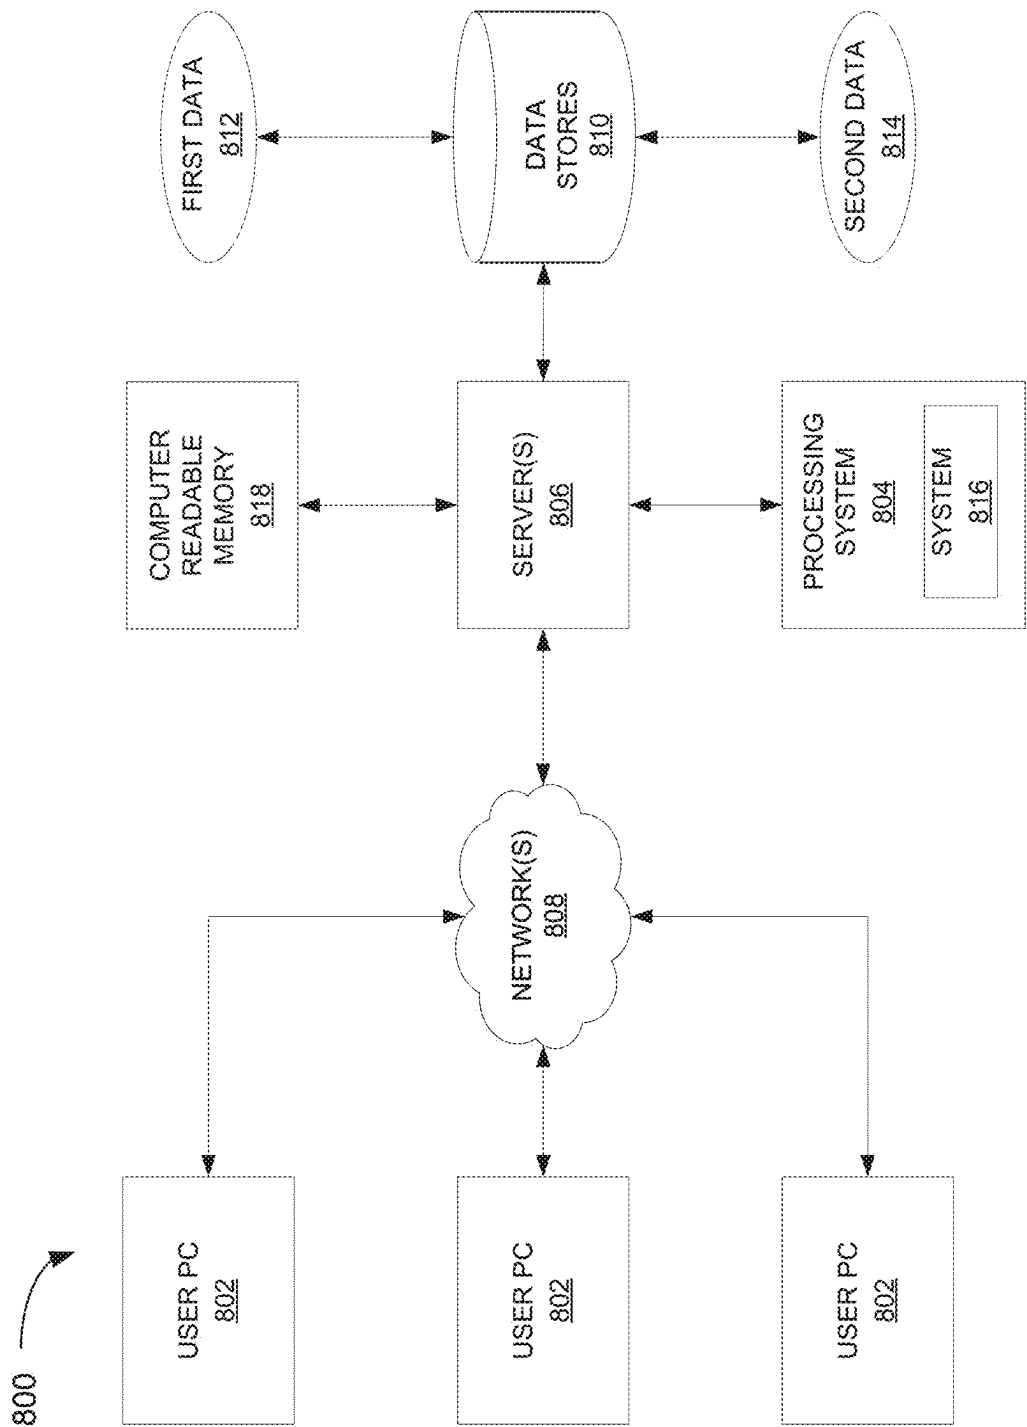 800
USER PC
802
USER PC
802
USER PC
802
NETWORK(S)
808
COMPUTER
READABLE
MEMORY
818
SERVER(S)
806
PROCESSING
SYSTEM
804
SYSTEM
816
FIRST DATA
812
DATA
STORES
810
SECOND DATA
814